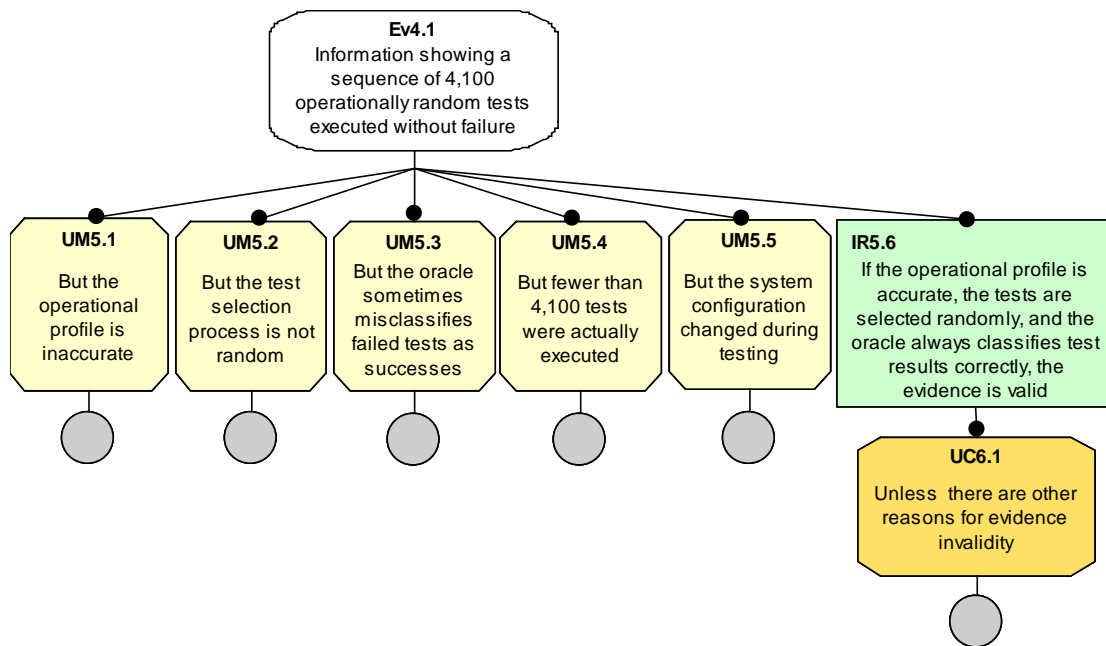 Ev4.1
Information showing a
sequence of 4,100
operationally random tests
executed without failure
UM5.1
But the
operational
profile is
inaccurate
UM5.2
But the test
selection
process is not
random
UM5.3
But the oracle
sometimes
misclassifies
failed tests as
successes
UM5.4
But fewer than
4,100 tests
were actually
executed
UM5.5
But the system
configuration
changed during
testing
IR5.6
If the operational profile is
accurate, the tests are
selected randomly, and the
oracle always classifies test
results correctly, the
evidence is valid
UC6.1
Unless there are other
reasons for evidence
invalidity